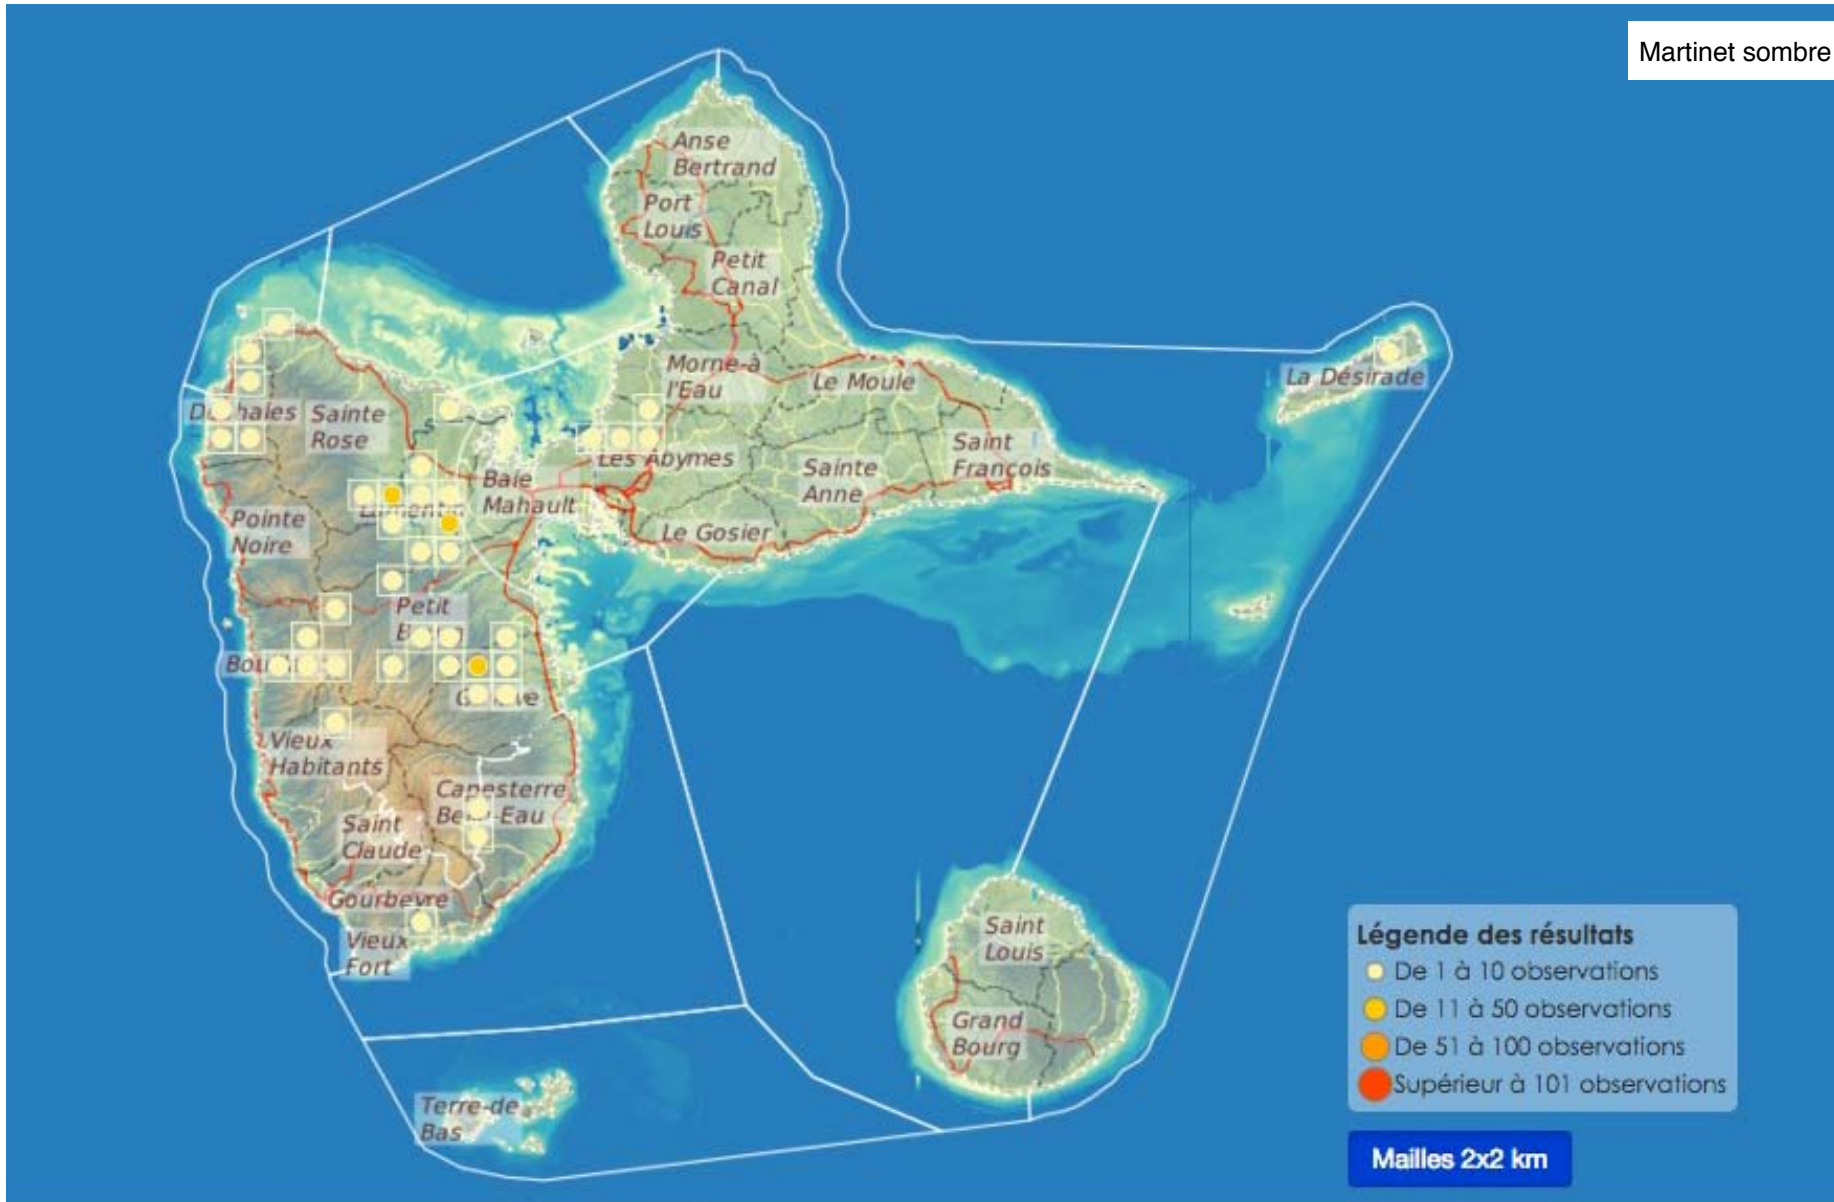 Martinet sombre
Anse
Bertrand
Port
Louis
Petit
Canal
Morne-à
l'Eau
Le Moule
La Désirade
Sainte
Rose
Les Abymes
Saint
François
Sainte
Anne
Baie
Mahault
Pointe
Noire
Le Gosier
Petit
Vieux
Habitants
Capesterre
Saint
Claude
Gourbeyre
Vieux
Fort
Saint
Louis
Grand
Bourg
Terre-de
Bas
Légende des résultats
De 1 à 10 observations
De 11 à 50 observations
De 51 à 100 observations
Supérieur à 101 observations
Mailles 2x2 km